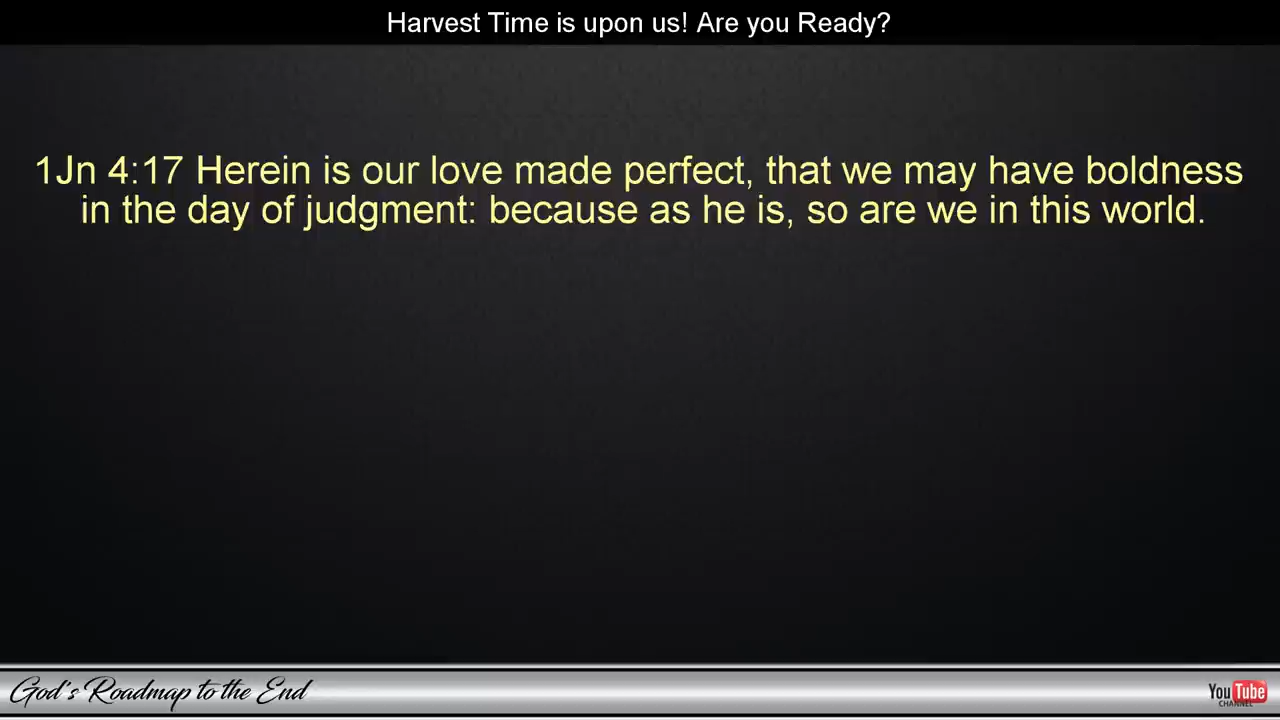 Harvest Time is upon us! Are you Ready?
1Jn 4:17 Herein is our love made perfect, that we may have boldness
in the day of judgment: because as he is, so are we in this world.
God's Roadmap to the End
YouTube
CHANNEL